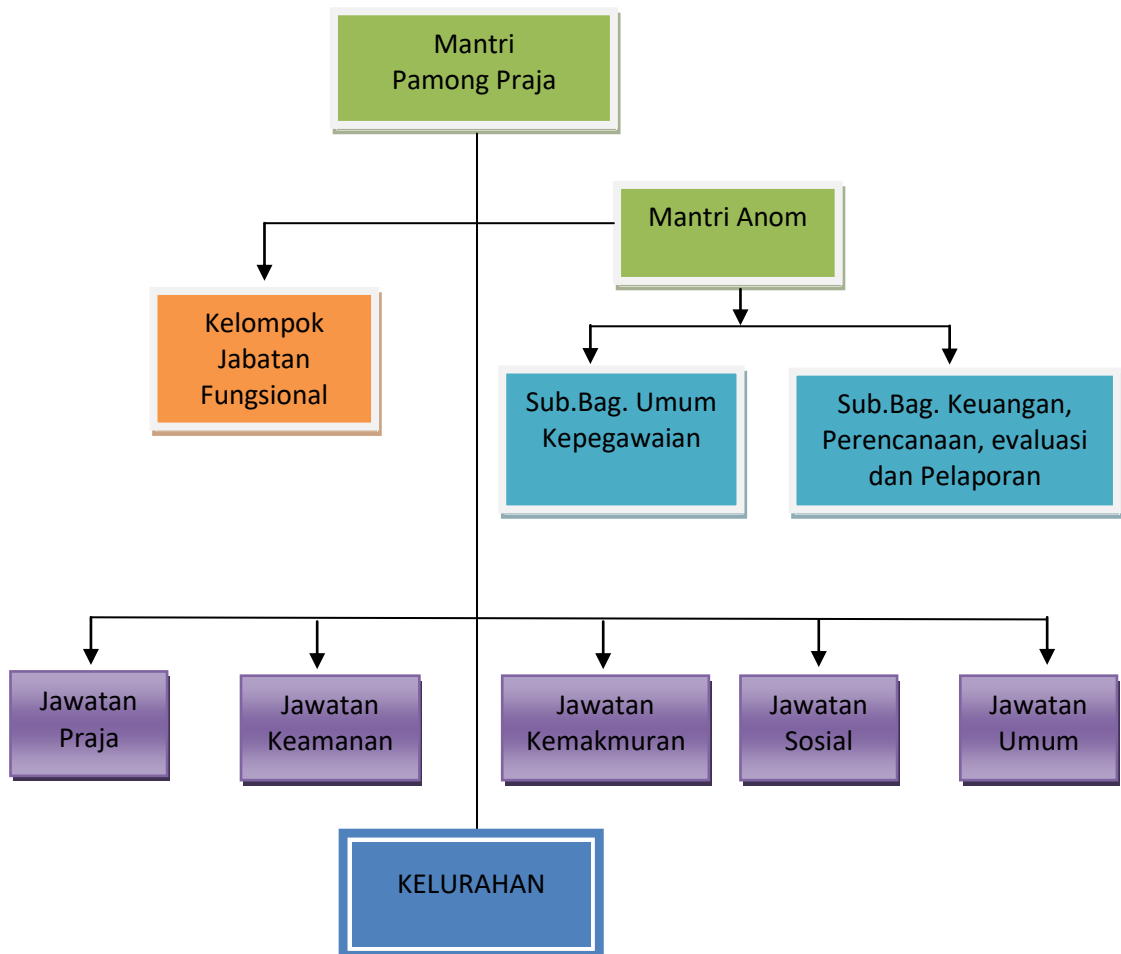 Mantri
Pamong Praja
Mantri Anom
Kelompok
Jabatan
Fungsional
Sub.Bag. Umum
Kepegawaian
Sub.Bag. Keuangan,
Perencanaan, evaluasi
dan Pelaporan
Jawatan
Praja
Jawatan
Keamanan
Jawatan
Kemakmuran
Jawatan
Sosial
Jawatan
Umum
KELURAHAN